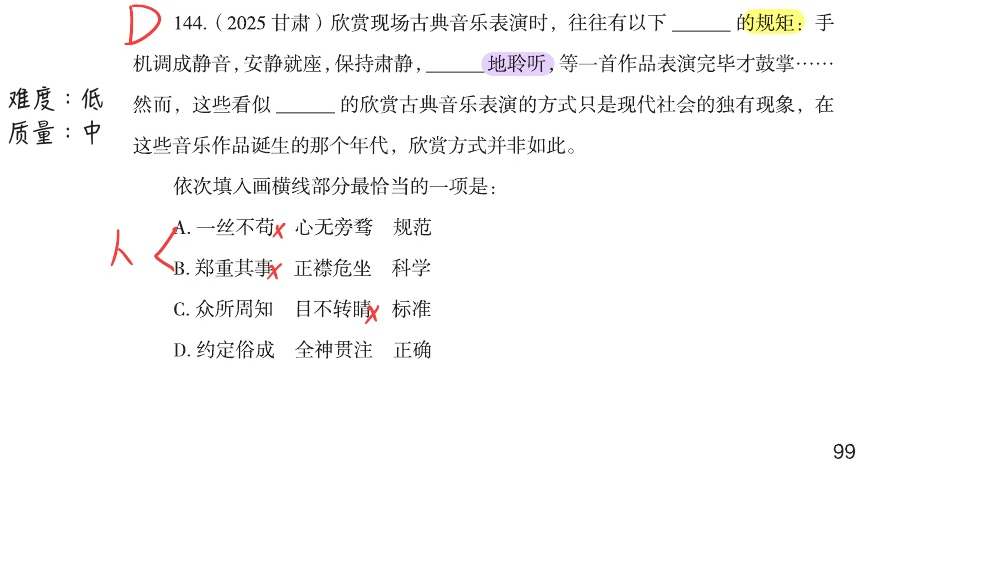 D 144.（2025 甘肃）欣赏现场古典音乐表演时，往往有以下 ______ 的规矩：手
机调成静音，安静就座，保持肃静，______ 地聆听，等一首作品表演完毕才鼓掌……
难度：低
然而，这些看似 ______ 的欣赏古典音乐表演的方式只是现代社会的独有现象，在
质量：中
这些音乐作品诞生的那个年代，欣赏方式并非如此。
依次填入画横线部分最恰当的一项是：
人
A. 一丝不苟× 心无旁骛 规范
B. 郑重其事× 正襟危坐 科学
C. 众所周知 目不转睛× 标准
D. 约定俗成 全神贯注 正确
99